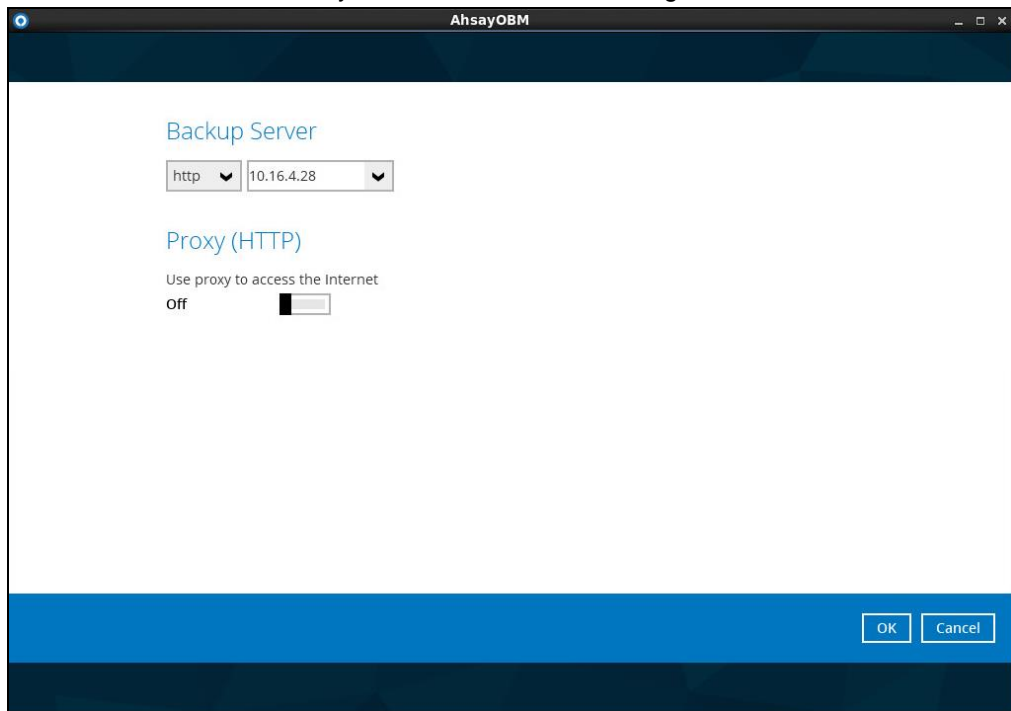 AhsayOBM
Backup Server
http 10.16.4.28
Proxy (HTTP)
Use proxy to access the Internet
Off
OK Cancel